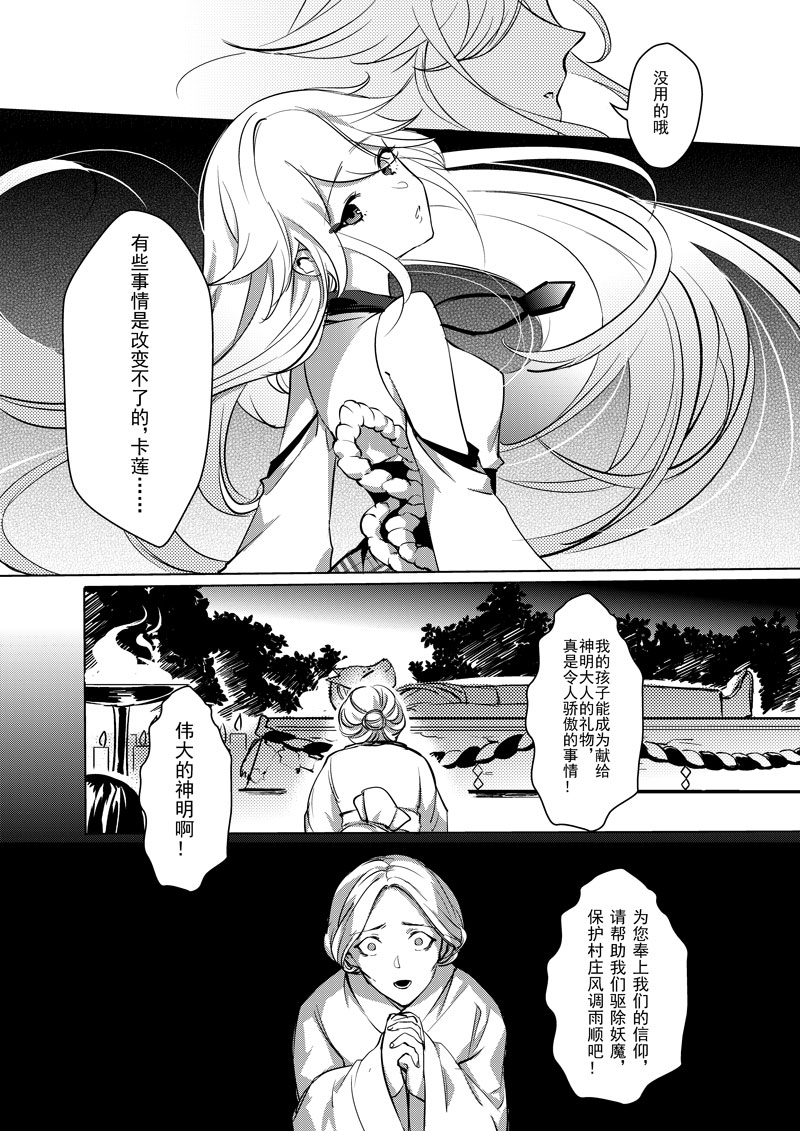 没用的哦
有些事情是改变不了的，卡莲……
我的孩子能成为献给
神明大人的礼物，
真是令人骄傲的事情！
伟大的神明啊！
为您奉上我们的信仰，
请帮助我们驱除妖魔，
保护村庄风调雨顺吧！